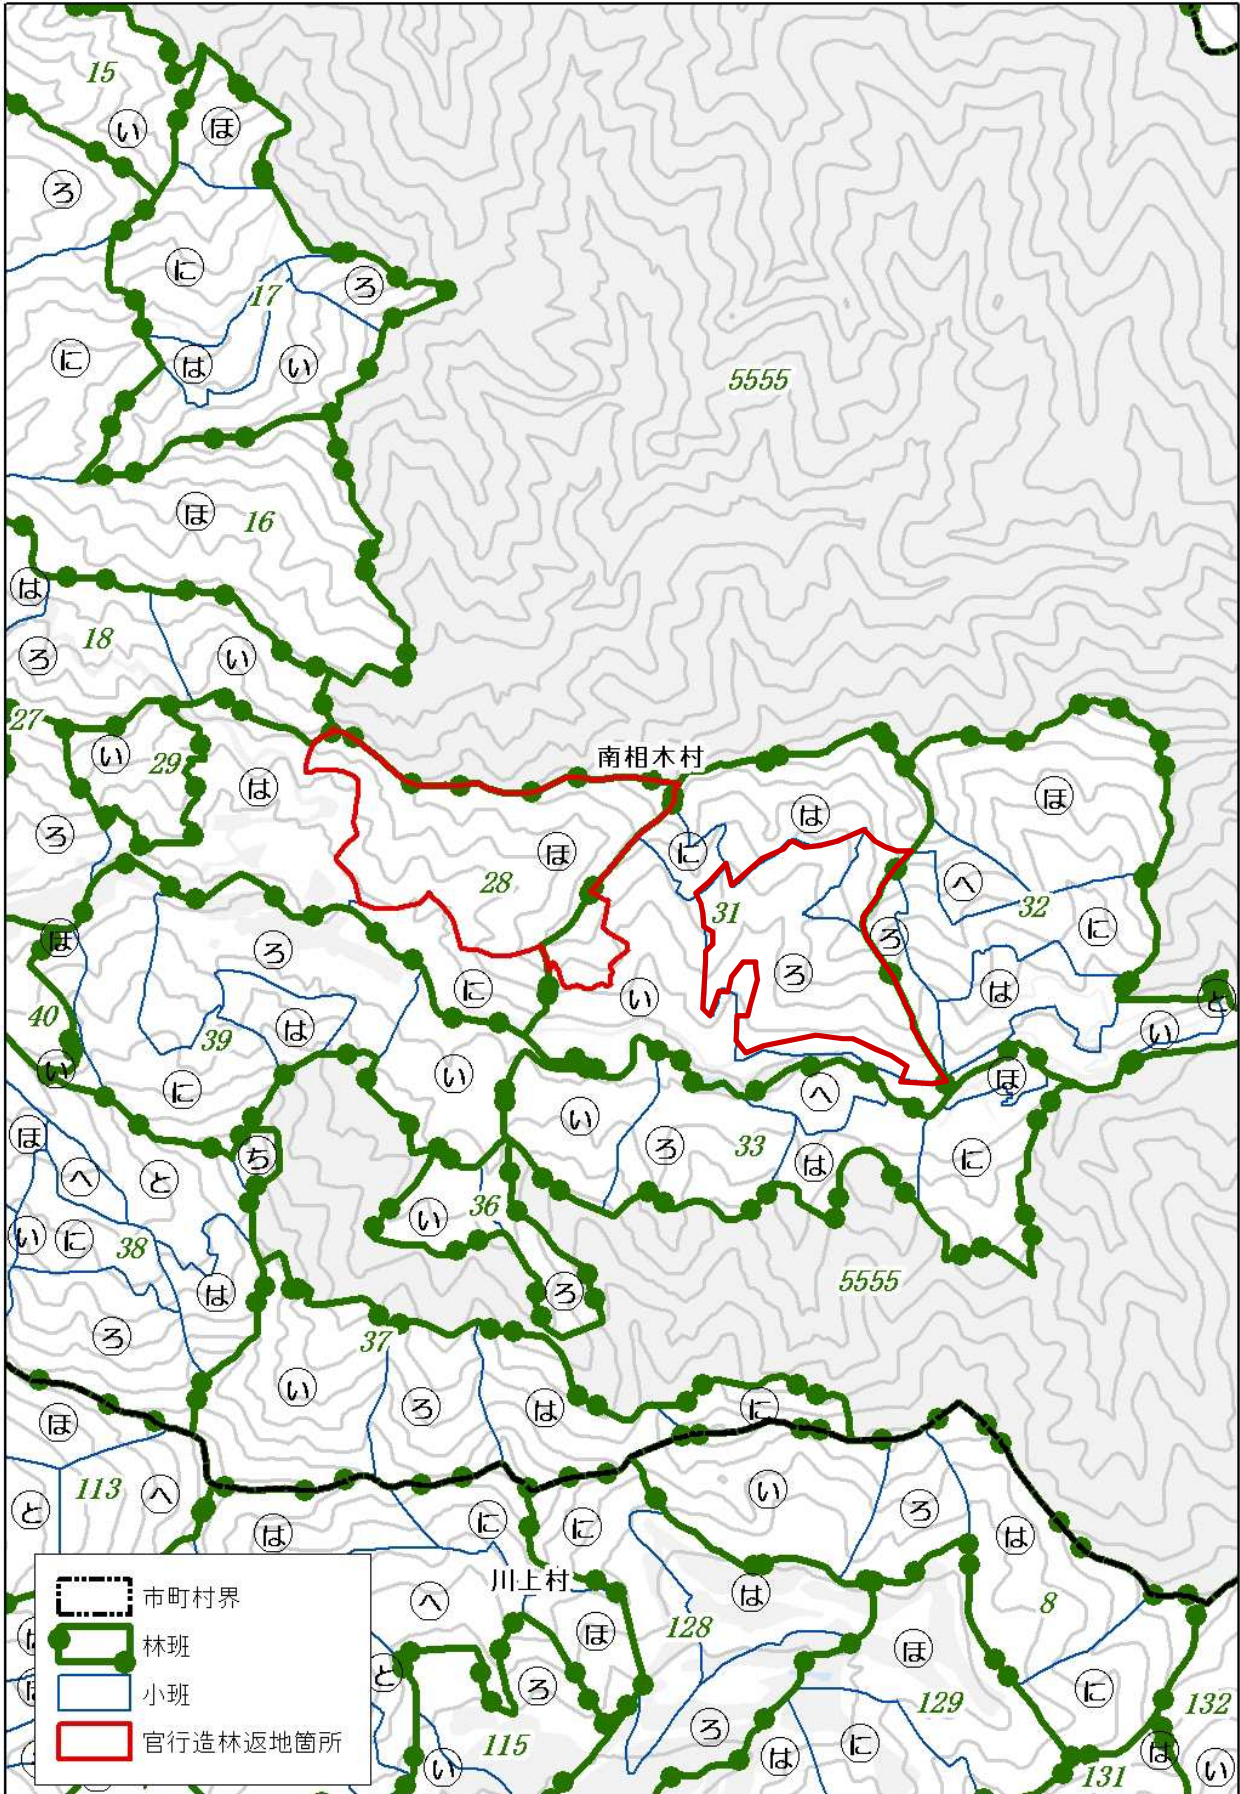 15
い
ほ
ろ
に
17
ろ
に
は
い
5555
ほ
16
は
18
ろ
い
27
い
29
は
南相木村
は
ほ
ろ
ほ
に
28
31
へ
32
ほ
ろ
ろ
に
に
ろ
い
は
と
40
39
は
い
い
い
に
ほ
ほ
い
ろ
へ
33
は
に
へ
と
ち
い
36
い
に
38
は
ろ
5555
ろ
37
い
ろ
は
に
ほ
113
へ
と
は
に
に
い
ろ
は
川上村
へ
は
8
128
ほ
ほ
と
ろ
に
129
132
ろ
115
い
は
に
は
い
131
市町村界
林班
小班
官行造林返地箇所